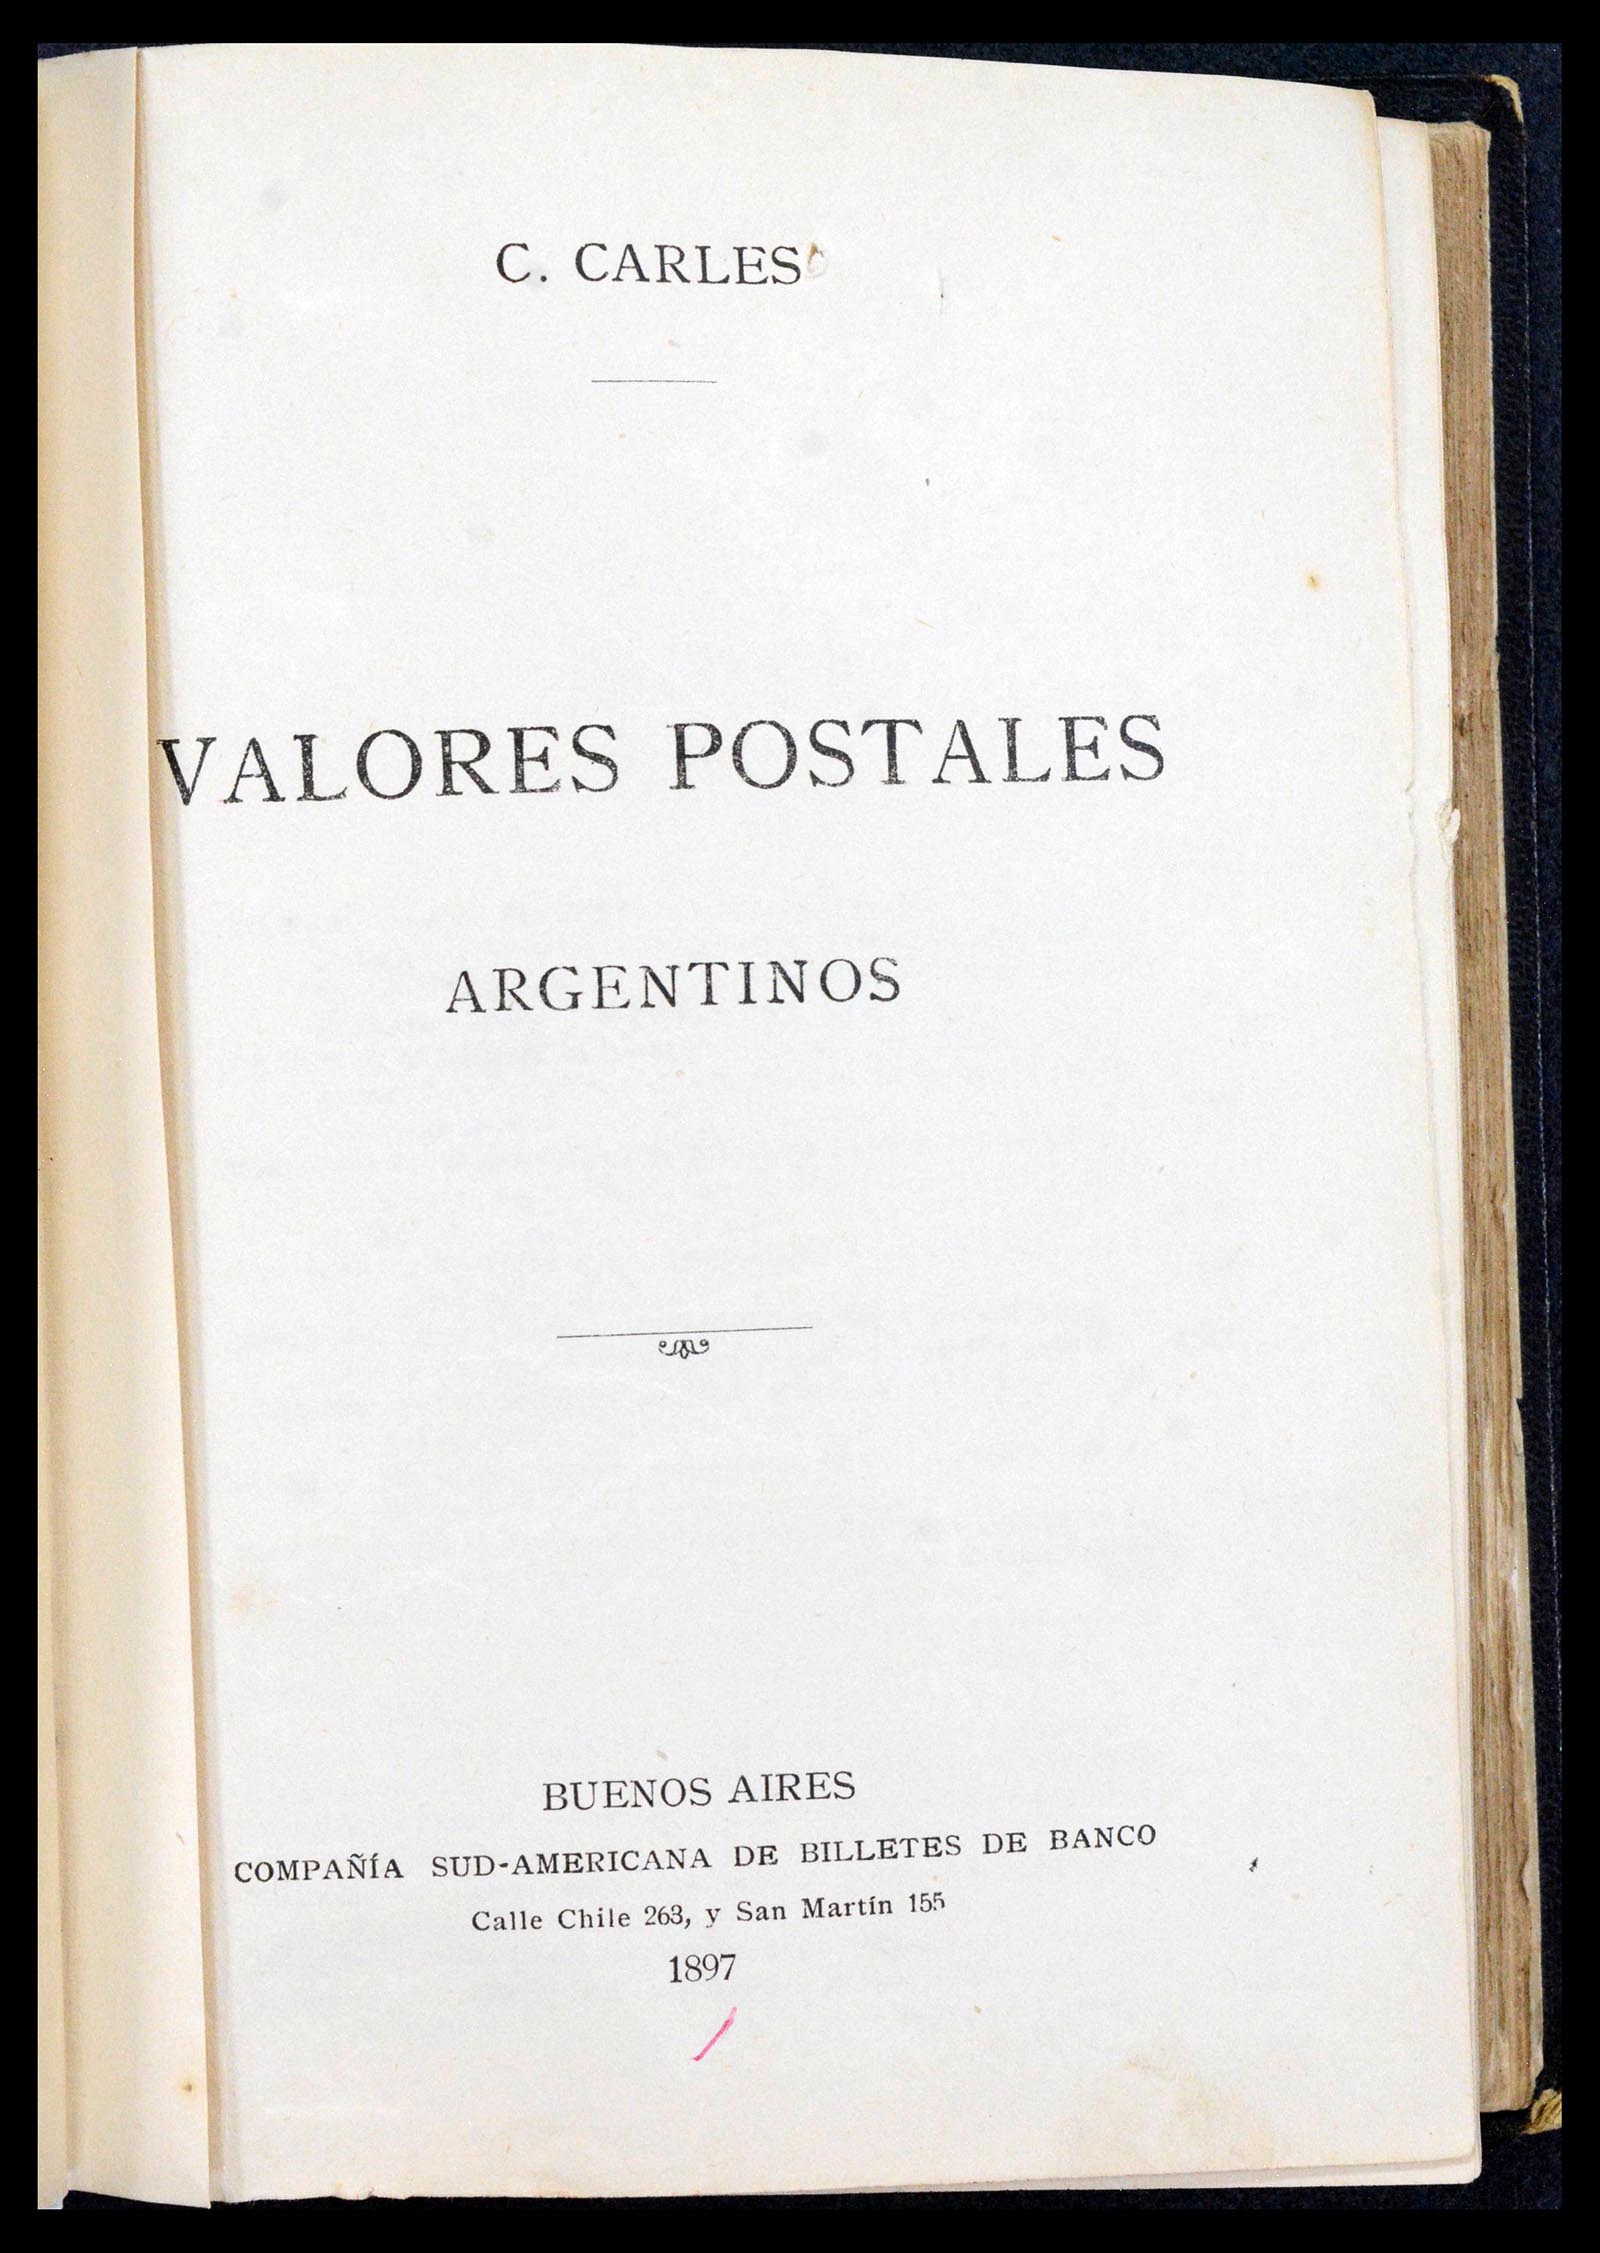 C. CARLES
VALORES POSTALES
ARGENTINOS
BUENOS AIRES
COMPAÑÍA SUD-AMERICANA DE BILLETES DE BANCO
Calle Chile 263, y San Martín 155
1897